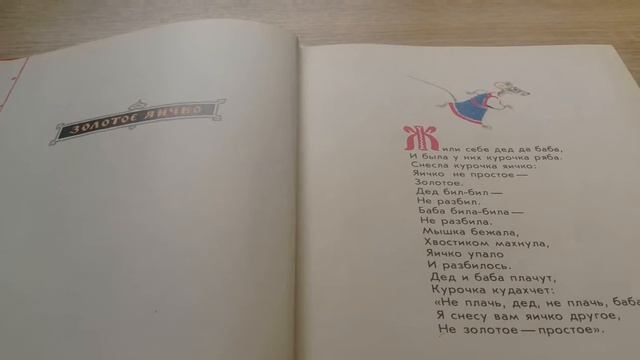 ЗОЛОТОЕ ЯИЧКО
Жили себе дед да баба,
И была у них курочка ряба.
Снесла курочка яичко:
Яичко не простое —
Золотое.
Дед бил-бил —
Не разбил.
Баба била-била —
Не разбила.
Мышка бежала,
Хвостиком махнула,
Яичко упало
И разбилось.
Дед и баба плачут,
Курочка кудахчет:
«Не плачь, дед, не плачь, баба
Я снесу вам яичко другое,
Не золотое — простое».